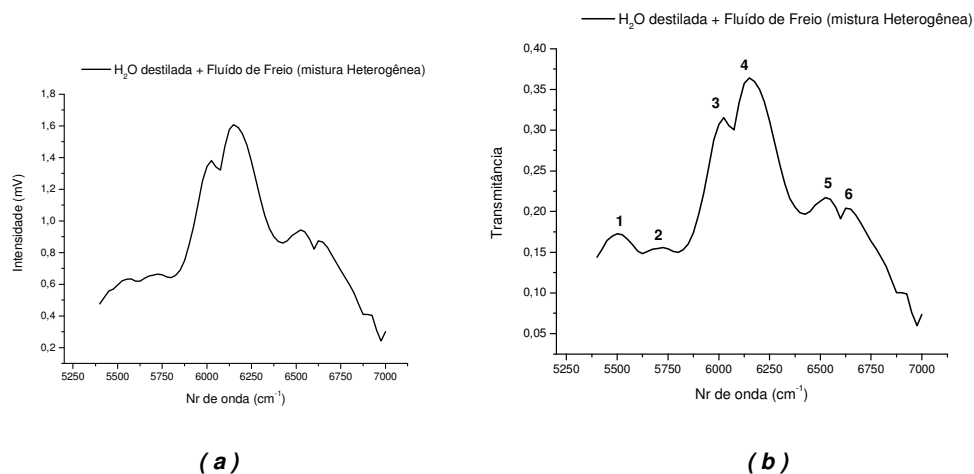 H₂O destilada + Fluído de Freio (mistura Heterogênea)
Intensidade (mV)
1,8
1,6
1,4
1,2
1,0
0,8
0,6
0,4
0,2
5250 5500 5750 6000 6250 6500 6750 7000
Nr de onda (cm⁻¹)
( a )
H₂O destilada + Fluído de Freio (mistura Heterogênea)
Transmitância
0,40
0,35
0,30
0,25
0,20
0,15
0,10
0,05
1
2
3
4
5
6
5250 5500 5750 6000 6250 6500 6750 7000
Nr de onda (cm⁻¹)
( b )